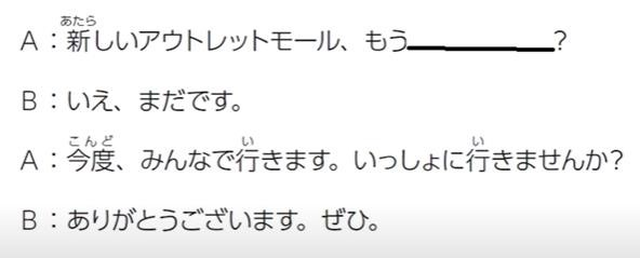 A：新しいアウトレットモール、もう＿＿＿＿＿＿?
B：いえ、まだです。
A：今度、みんなで行きます。いっしょに行きませんか?
B：ありがとうございます。ぜひ。